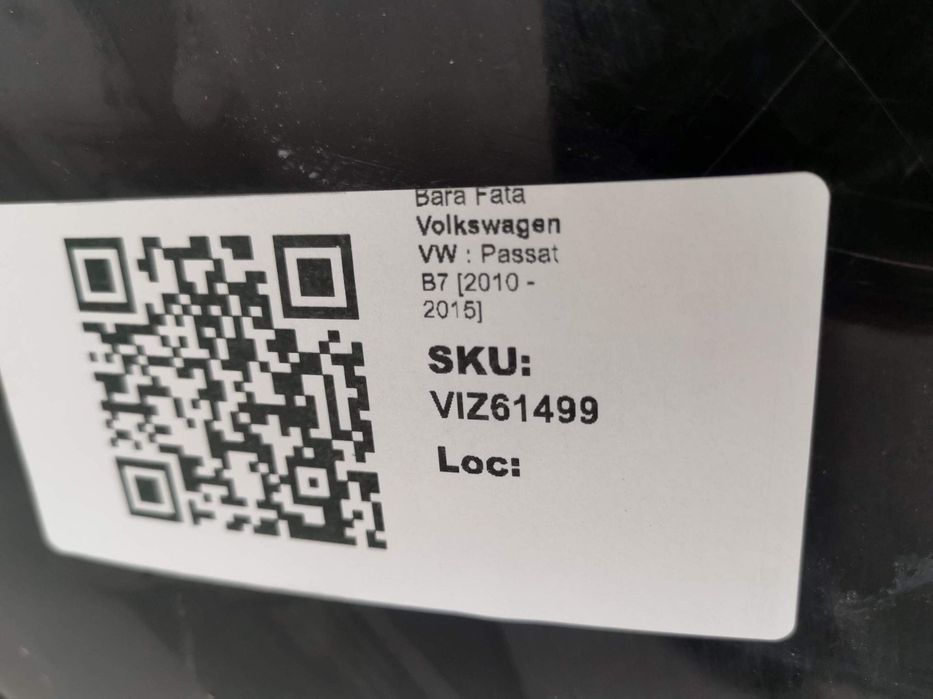 Bara Fata
Volkswagen
VW : Passat
B7 [2010 -
2015]
SKU:
VIZ61499
Loc: